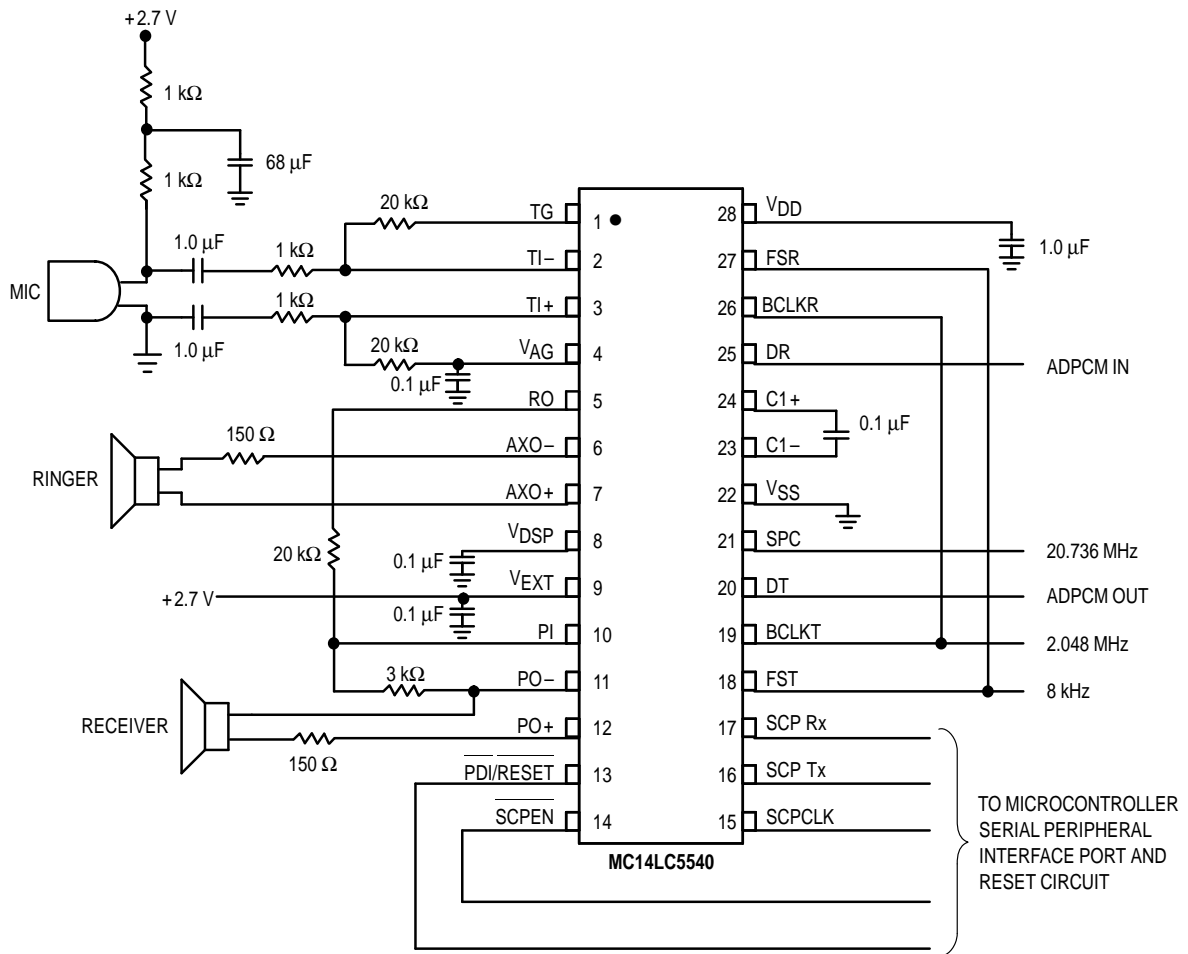 +2.7 V
1 kΩ
68 μF
1 kΩ
20 kΩ
1.0 μF
1 kΩ
MIC
1 kΩ
1.0 μF
20 kΩ
0.1 μF
150 Ω
RINGER
20 kΩ
0.1 μF
+2.7 V
0.1 μF
3 kΩ
RECEIVER
150 Ω
TG 1
TI– 2
TI+ 3
VAG 4
RO 5
AXO– 6
AXO+ 7
VDSP 8
VEXT 9
PI 10
PO– 11
PO+ 12
PDI/RESET 13
SCPEN 14
28 VDD
1.0 μF
27 FSR
26 BCLKR
25 DR ADPCM IN
24 C1+
0.1 μF
23 C1–
22 VSS
21 SPC 20.736 MHz
20 DT ADPCM OUT
19 BCLKT 2.048 MHz
18 FST 8 kHz
17 SCP Rx
16 SCP Tx
15 SCPCLK
TO MICROCONTROLLER
SERIAL PERIPHERAL
INTERFACE PORT AND
RESET CIRCUIT
MC14LC5540